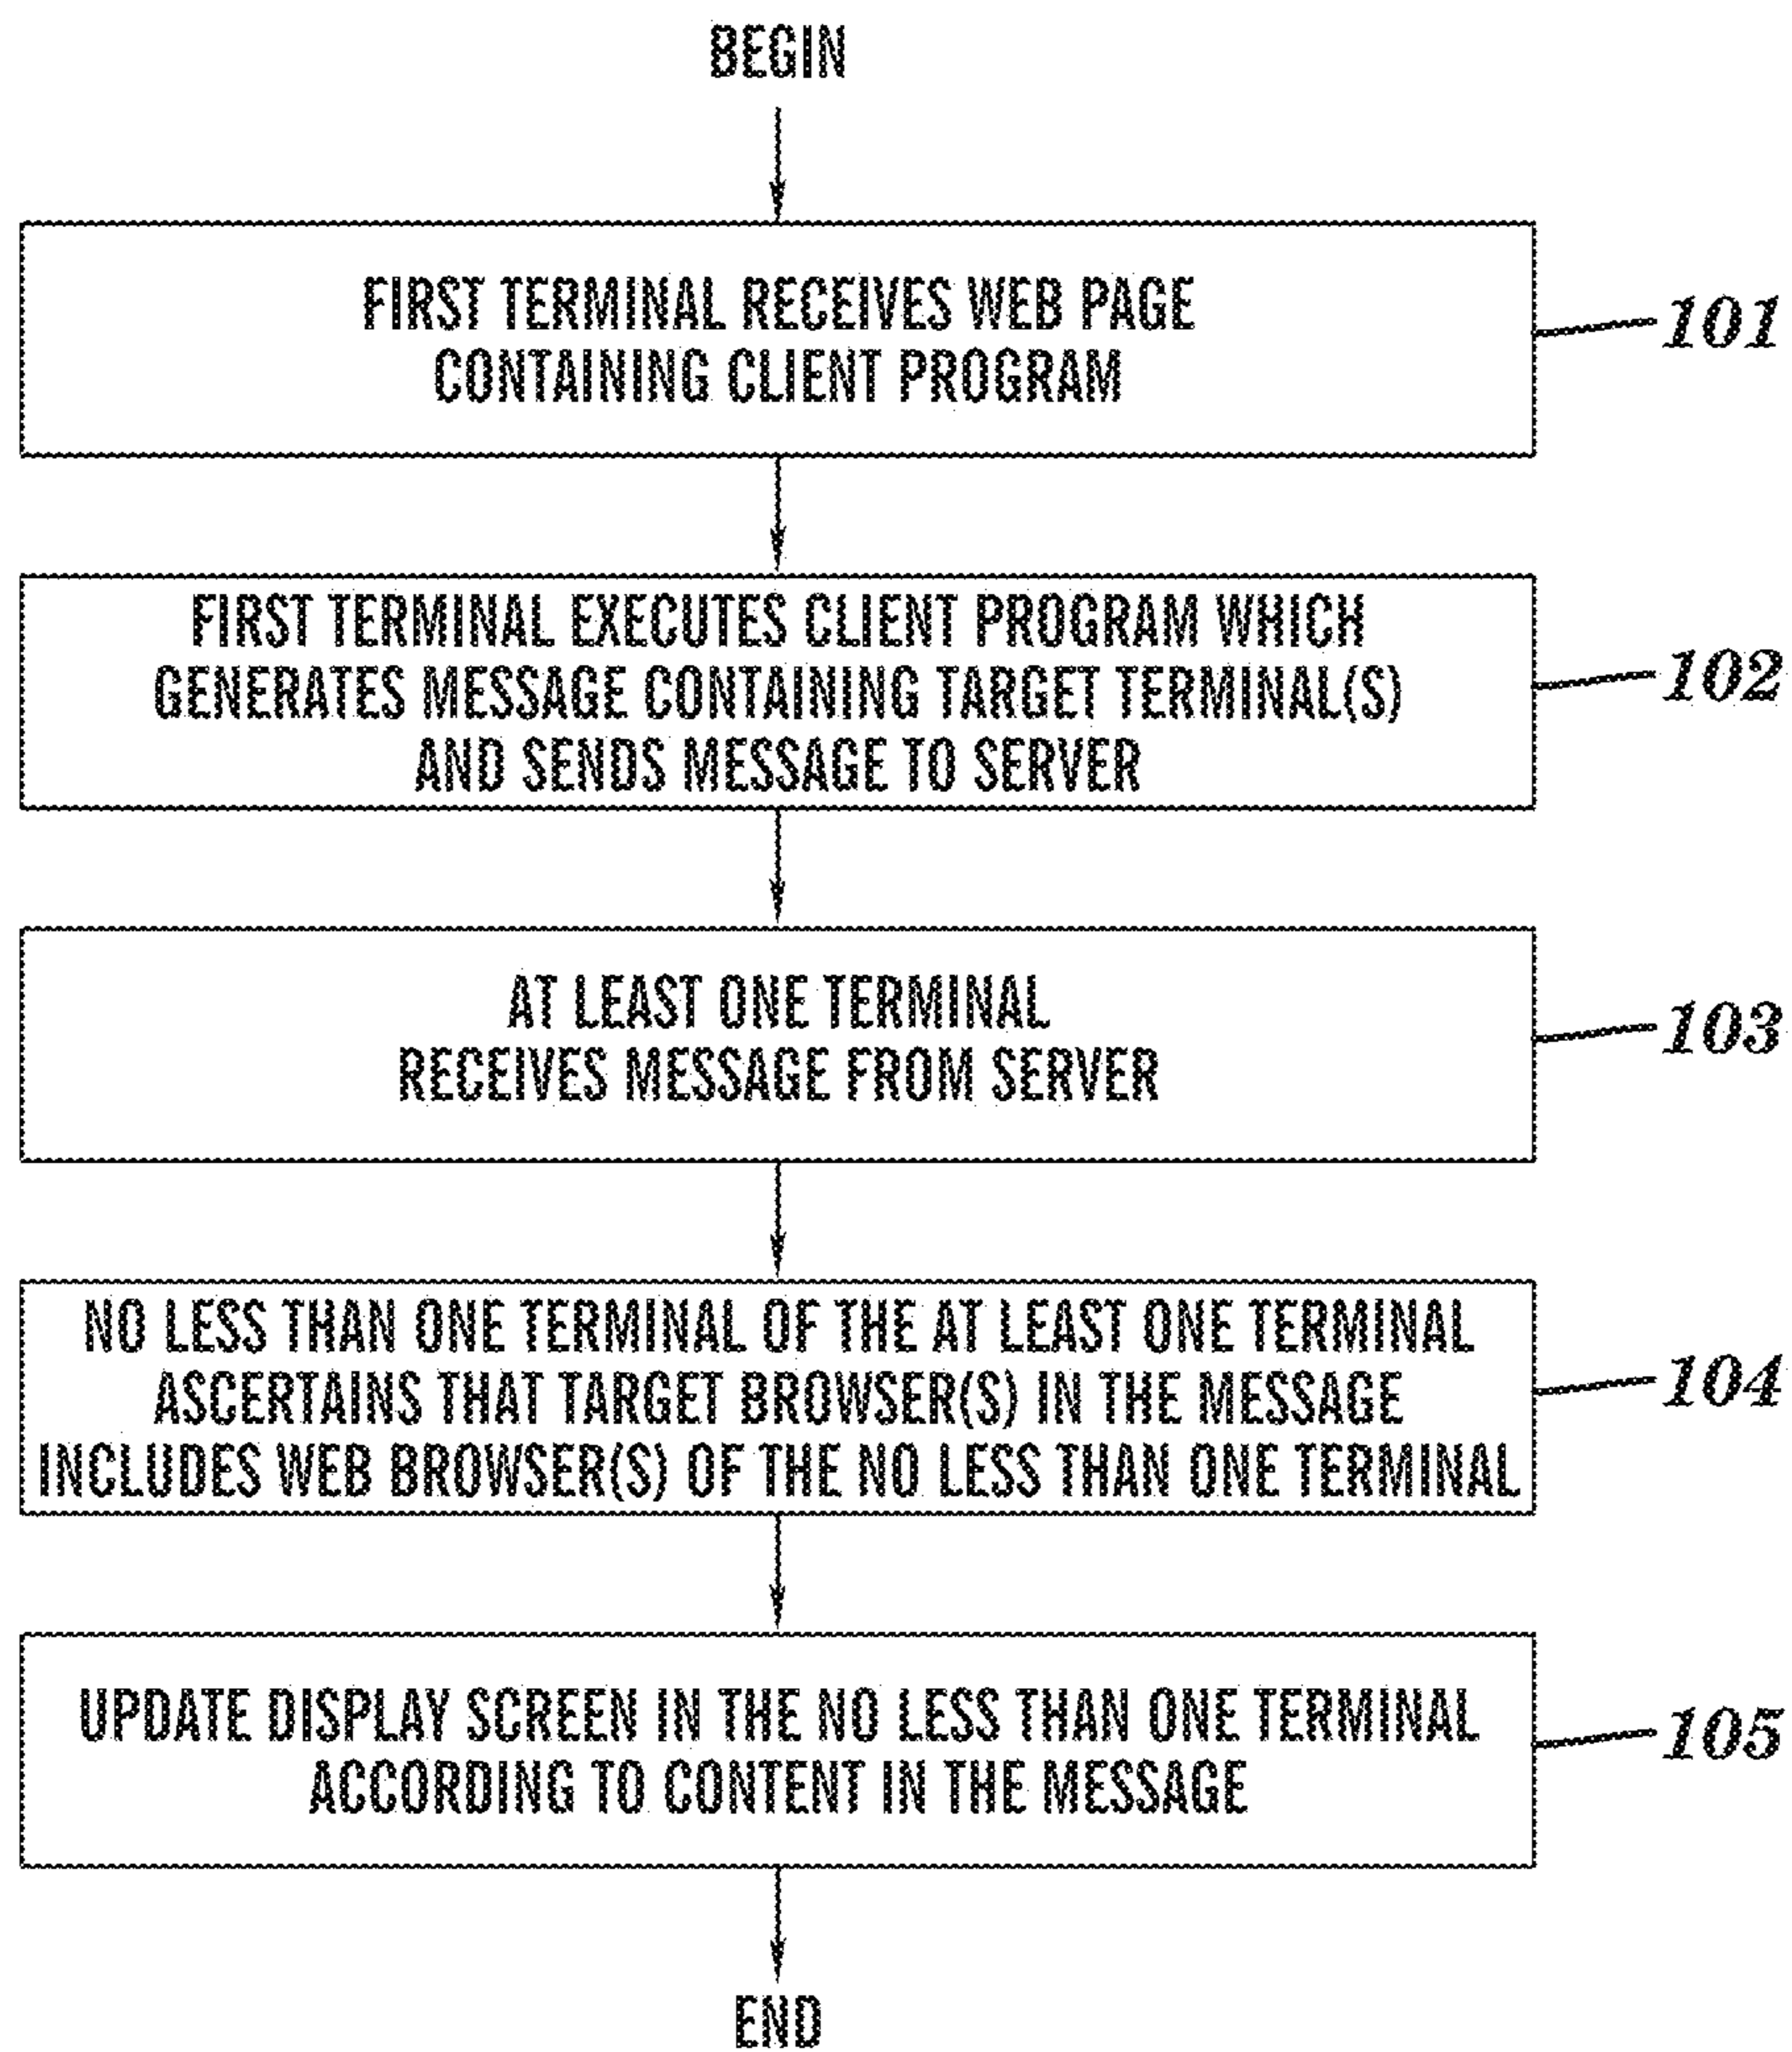 BEGIN
FIRST TERMINAL RECEIVES WEB PAGE
CONTAINING CLIENT PROGRAM
101
FIRST TERMINAL EXECUTES CLIENT PROGRAM WHICH
GENERATES MESSAGE CONTAINING TARGET TERMINAL(S)
AND SENDS MESSAGE TO SERVER
102
AT LEAST ONE TERMINAL
RECEIVES MESSAGE FROM SERVER
103
NO LESS THAN ONE TERMINAL OF THE AT LEAST ONE TERMINAL
ASCERTAINS THAT TARGET BROWSER(S) IN THE MESSAGE
INCLUDES WEB BROWSER(S) OF THE NO LESS THAN ONE TERMINAL
104
UPDATE DISPLAY SCREEN IN THE NO LESS THAN ONE TERMINAL
ACCORDING TO CONTENT IN THE MESSAGE
105
END